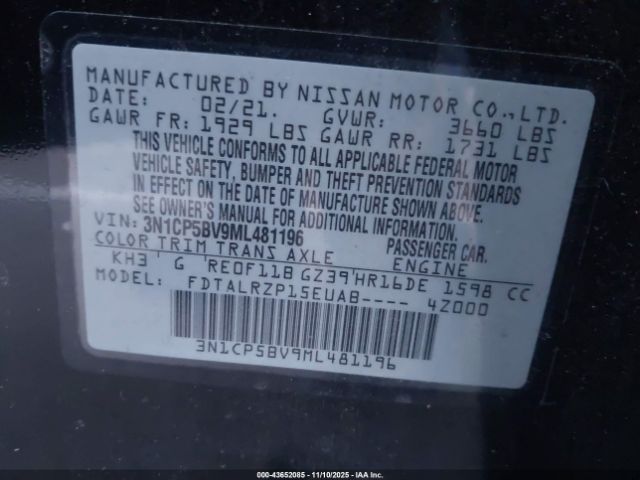 MANUFACTURED BY NISSAN MOTOR CO., LTD.
DATE: 02/21. GVWR: 3660 LBS
GAWR FR: 1929 LBS GAWR RR: 1731 LBS
THIS VEHICLE CONFORMS TO ALL APPLICABLE FEDERAL MOTOR
VEHICLE SAFETY, BUMPER AND THEFT PREVENTION STANDARDS
IN EFFECT ON THE DATE OF MANUFACTURE SHOWN ABOVE.
SEE OWNER'S MANUAL FOR ADDITIONAL INFORMATION.
VIN: 3N1CP5BV9ML481196 PASSENGER CAR.
COLOR TRIM TRANS AXLE ENGINE
KH3 G RE0F11B GZ39 HR16DE 1598 CC
MODEL: FDTALRZP15EUAB---- 4Z000
3N1CP5BV9ML481196
000-43652085 - 11/10/2025 - IAA Inc.